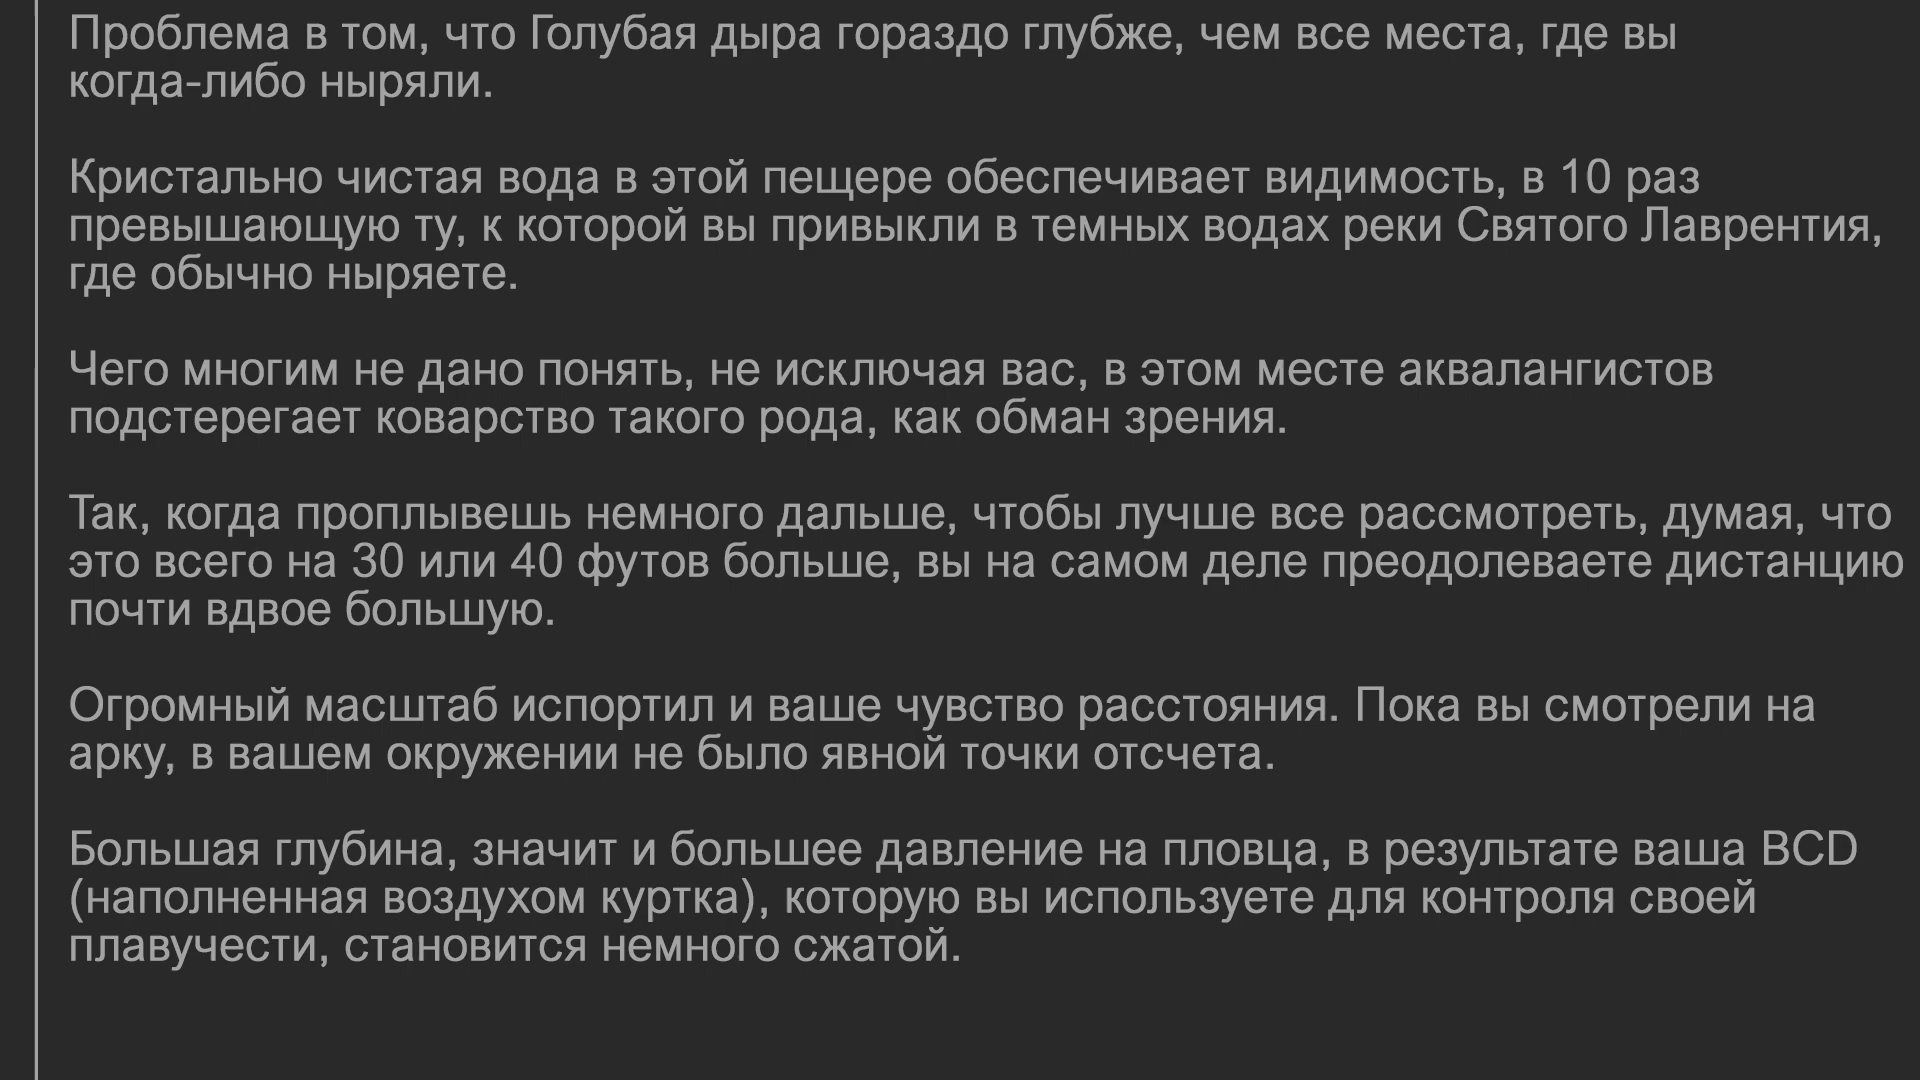 Проблема в том, что Голубая дыра гораздо глубже, чем все места, где вы
когда-либо ныряли.
Кристально чистая вода в этой пещере обеспечивает видимость, в 10 раз
превышающую ту, к которой вы привыкли в темных водах реки Святого Лаврентия,
где обычно ныряете.
Чего многим не дано понять, не исключая вас, в этом месте аквалангистов
подстерегает коварство такого рода, как обман зрения.
Так, когда проплывешь немного дальше, чтобы лучше все рассмотреть, думая, что
это всего на 30 или 40 футов больше, вы на самом деле преодолеваете дистанцию
почти вдвое большую.
Огромный масштаб испортил и ваше чувство расстояния. Пока вы смотрели на
арку, в вашем окружении не было явной точки отсчета.
Большая глубина, значит и большее давление на пловца, в результате ваша BCD
(наполненная воздухом куртка), которую вы используете для контроля своей
плавучести, становится немного сжатой.